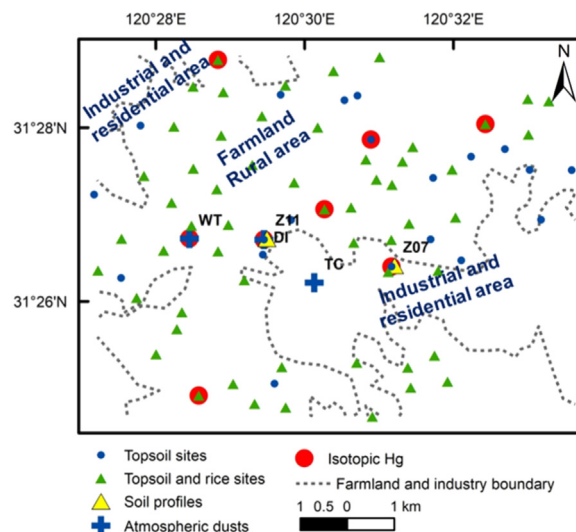 120°28'E 120°30'E 120°32'E
N
31°28'N
31°26'N
Industrial and
residential area
Farmland
Rural area
WT
Z11
DI
TG
Z07
Industrial and
residential area
Topsoil sites
Topsoil and rice sites
Soil profiles
Atmospheric dusts
Isotopic Hg
Farmland and industry boundary
1 0.5 0 1 km